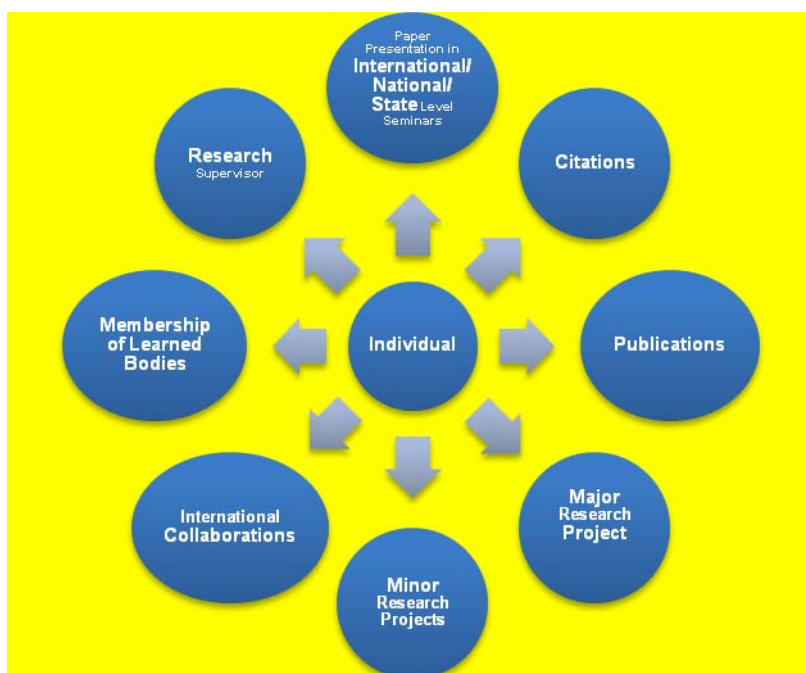 Paper
Presentation in
International/
National/
State Level
Seminars
Research
Supervisor
Citations
Membership
of Learned
Bodies
Individual
Publications
International
Collaborations
Major
Research
Project
Minor
Research
Projects